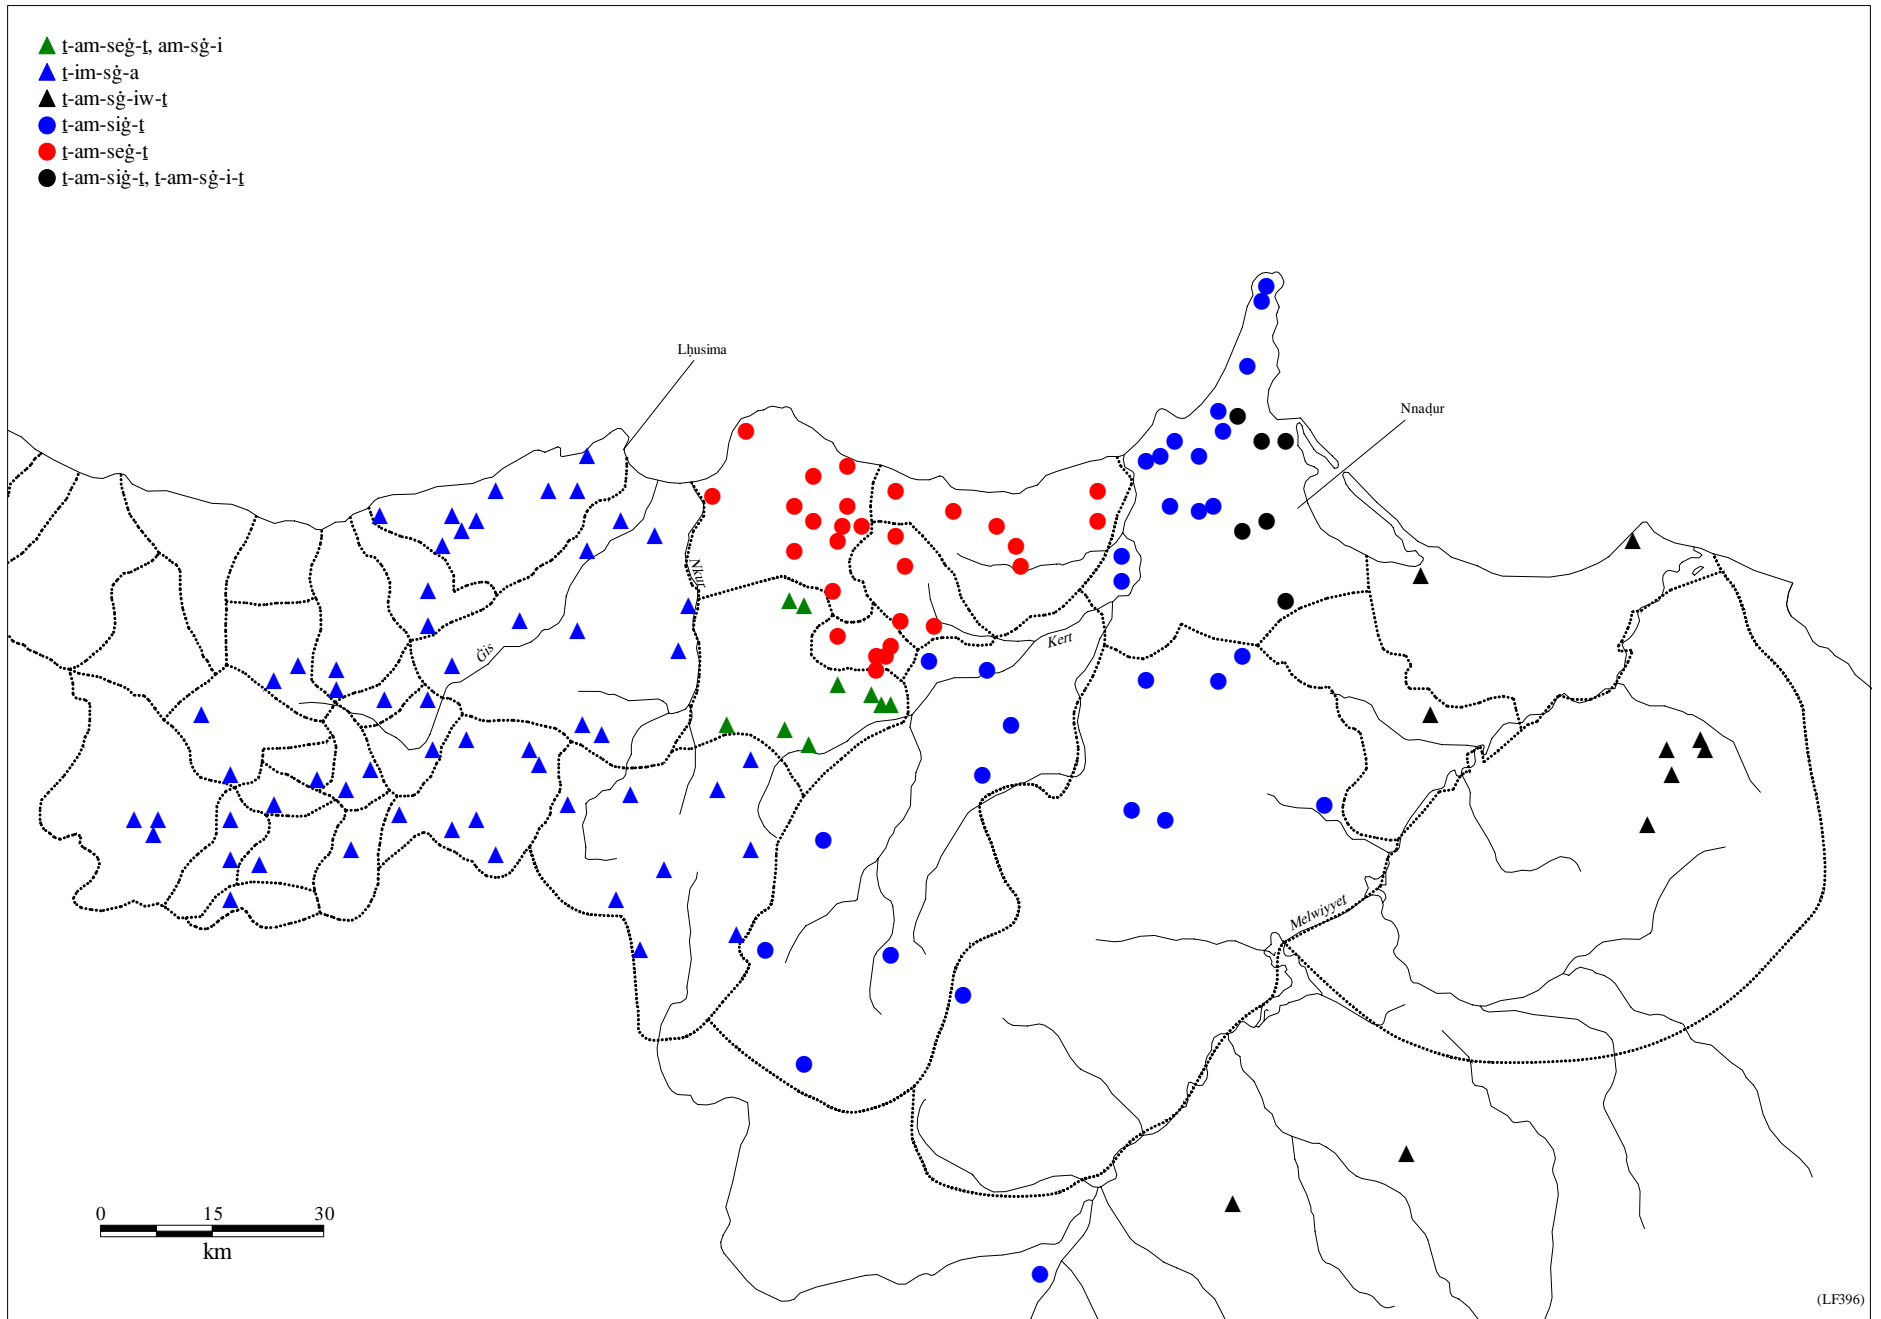 ṯ-am-seġ-ṯ, am-sġ-i
ṯ-im-sġ-a
ṯ-am-sġ-iw-ṯ
ṯ-am-siġ-ṯ
ṯ-am-seġ-ṯ
ṯ-am-siġ-ṯ, ṯ-am-sġ-i-ṯ
Lḥusima
Nnaḍur
Nkur
Ġis
Kert
Melwiyyet
0 15 30
km
(LF396)